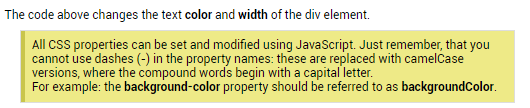 The code above changes the text color and width of the div element.
All CSS properties can be set and modified using JavaScript. Just remember, that you
cannot use dashes (-) in the property names: these are replaced with camelCase
versions, where the compound words begin with a capital letter.
For example: the background-color property should be referred to as backgroundColor.